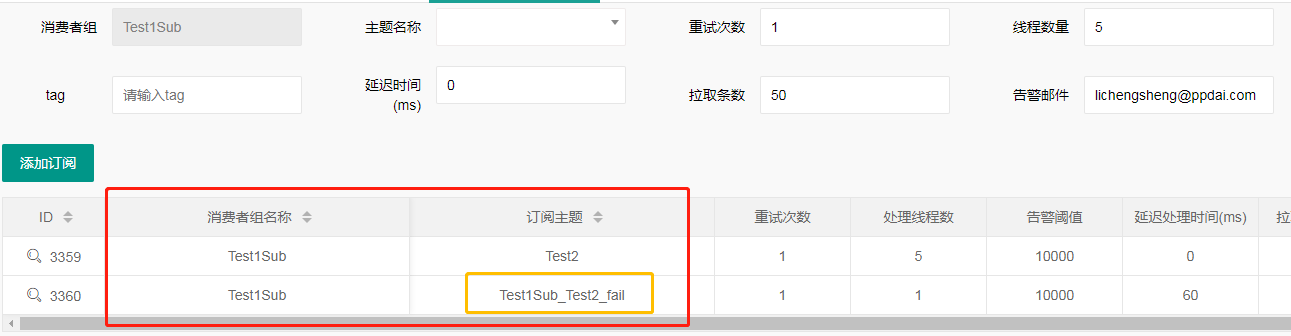 消费者组 Test1Sub 主题名称 重试次数 1 线程数量 5
tag 请输入tag 延迟时间(ms) 0 拉取条数 50 告警邮件 lichengsheng@ppdai.com
添加订阅
ID 消费者组名称 订阅主题 重试次数 处理线程数 告警阈值 延迟处理时间(ms) 拉
3359 Test1Sub Test2 1 5 10000 0
3360 Test1Sub Test1Sub_Test2_fail 1 1 10000 60